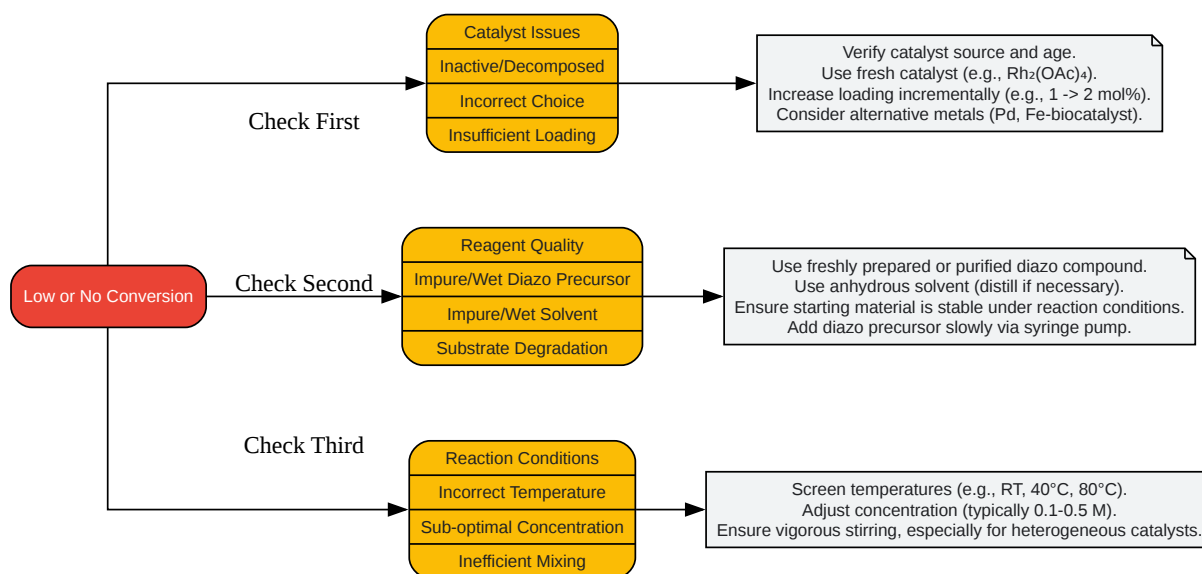 Low or No Conversion
Check First
Catalyst Issues
Inactive/Decomposed
Incorrect Choice
Insufficient Loading
Verify catalyst source and age.
Use fresh catalyst (e.g., Rh₂(OAc)₄).
Increase loading incrementally (e.g., 1 -> 2 mol%).
Consider alternative metals (Pd, Fe-biocatalyst).
Check Second
Reagent Quality
Impure/Wet Diazo Precursor
Impure/Wet Solvent
Substrate Degradation
Use freshly prepared or purified diazo compound.
Use anhydrous solvent (distill if necessary).
Ensure starting material is stable under reaction conditions.
Add diazo precursor slowly via syringe pump.
Check Third
Reaction Conditions
Incorrect Temperature
Sub-optimal Concentration
Inefficient Mixing
Screen temperatures (e.g., RT, 40°C, 80°C).
Adjust concentration (typically 0.1-0.5 M).
Ensure vigorous stirring, especially for heterogeneous catalysts.